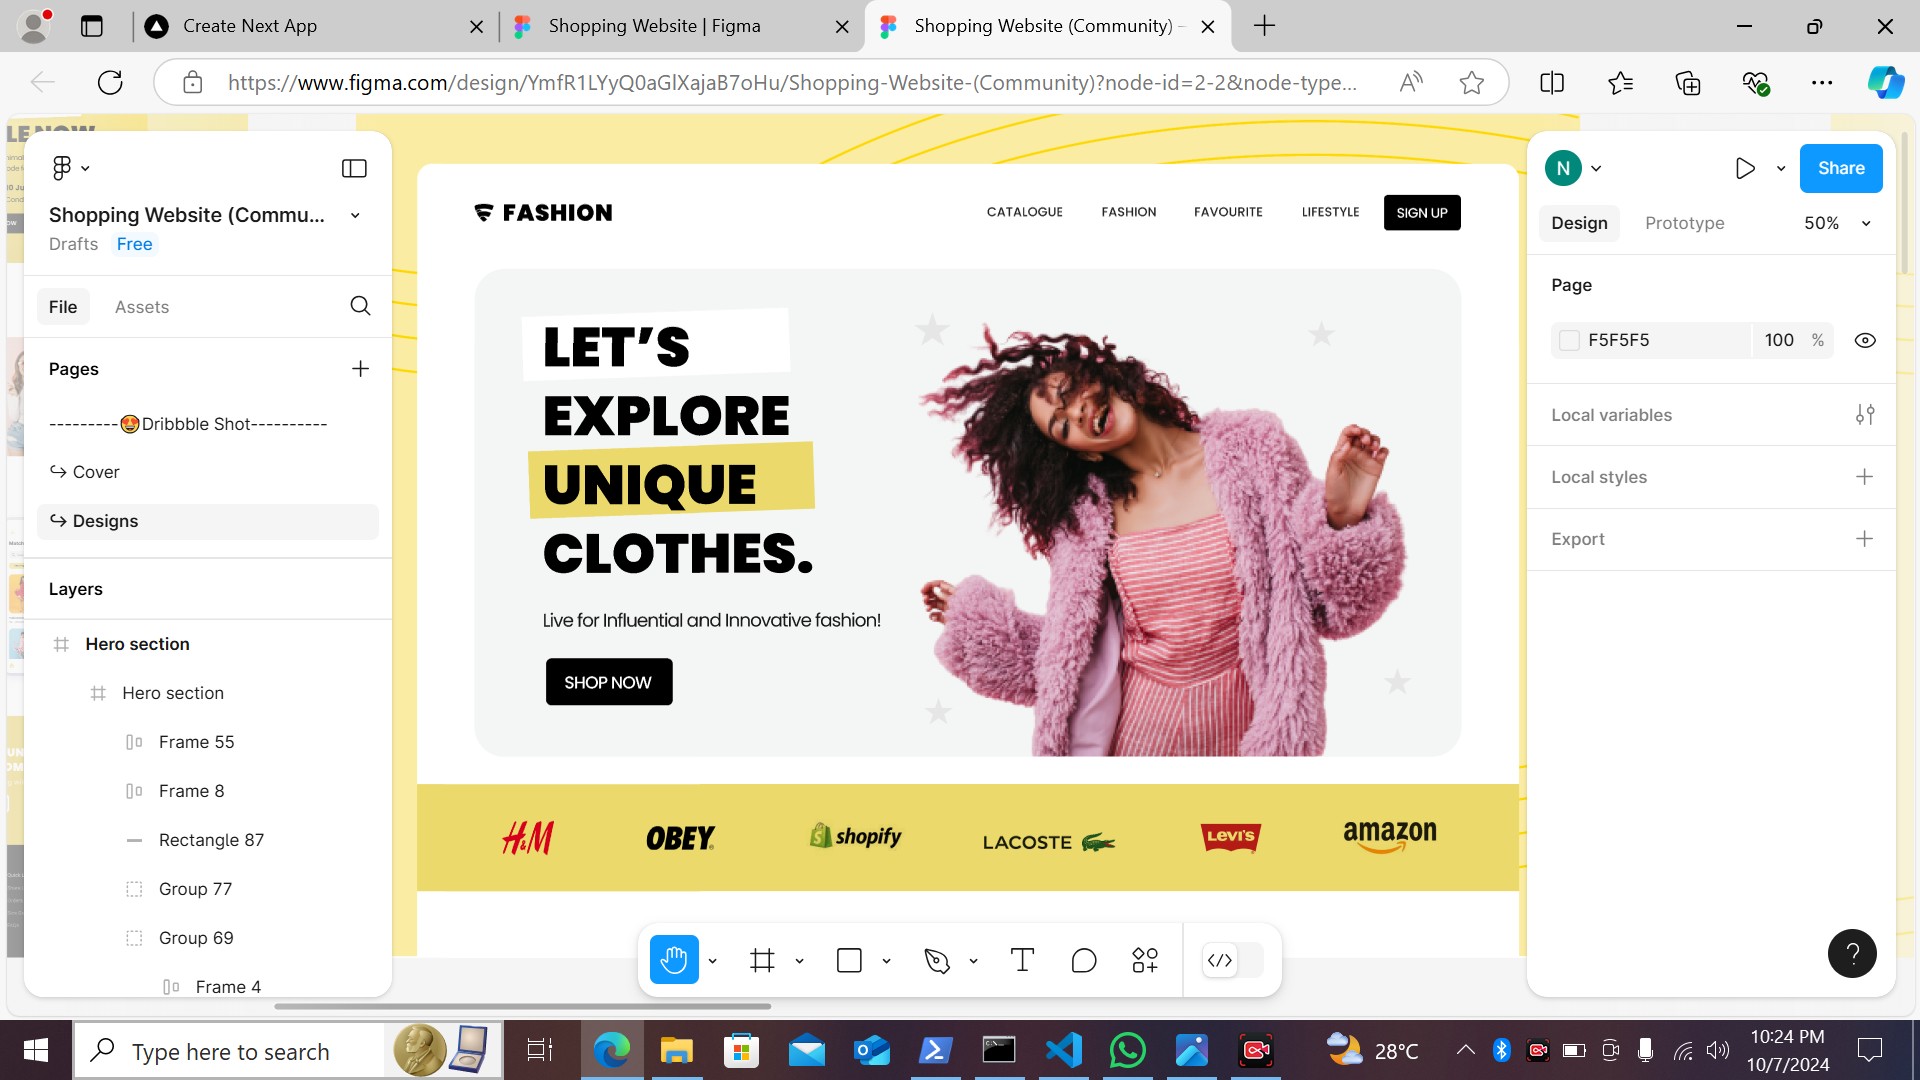 Create Next App
Shopping Website | Figma
Shopping Website (Community) -
https://www.figma.com/design/YmfR1LYyQ0aGlXajaB7oHu/Shopping-Website-(Community)?node-id=2-2&node-type...
Shopping Website (Commu...
Drafts Free
File Assets
Pages
---------🤩Dribbble Shot----------
↪ Cover
↪ Designs
Layers
Hero section
Hero section
Frame 55
Frame 8
Rectangle 87
Group 77
Group 69
Frame 4
FASHION
CATALOGUE FASHION FAVOURITE LIFESTYLE SIGN UP
LET'S
EXPLORE
UNIQUE
CLOTHES.
Live for Influential and Innovative fashion!
SHOP NOW
H&M OBEY shopify LACOSTE LEVI'S amazon
N Share
Design Prototype 50%
Page
F5F5F5 100 %
Local variables
Local styles
Export
?
Type here to search
28°C
10:24 PM
10/7/2024